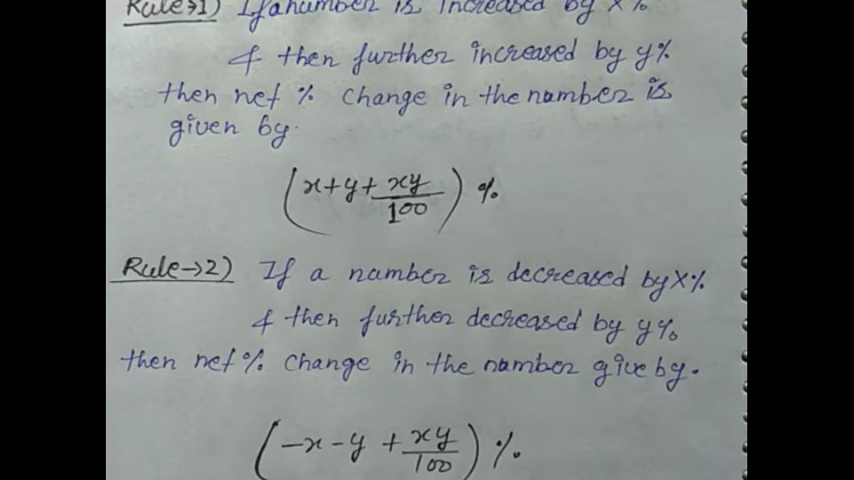 Rule→1) If a number is increased by x%
& then further increased by y%
then net % change in the number is
given by.
(x+y+xy/100) %
Rule→2) If a number is decreased by x%
& then further decreased by y%
then net % change in the number give by.
(-x-y+xy/100) %.